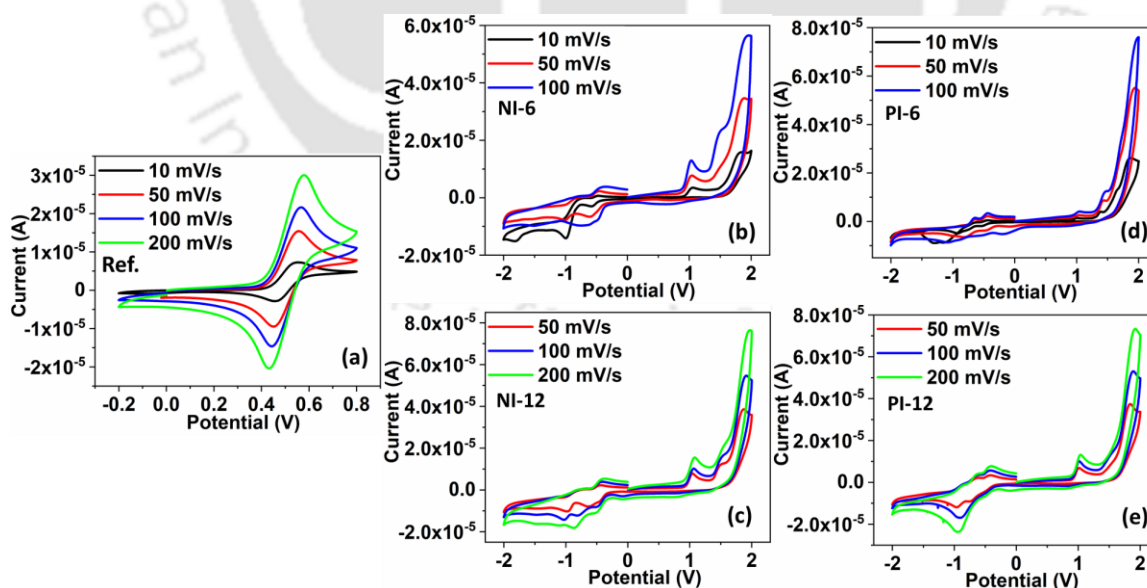 an In
3x10⁻⁵
2x10⁻⁵
1x10⁻⁵
0
-1x10⁻⁵
-2x10⁻⁵
Current (A)
10 mV/s
50 mV/s
100 mV/s
200 mV/s
Ref.
(a)
-0.2 0.0 0.2 0.4 0.6 0.8
Potential (V)
6.0x10⁻⁵
4.0x10⁻⁵
2.0x10⁻⁵
0.0
-2.0x10⁻⁵
Current (A)
10 mV/s
50 mV/s
100 mV/s
NI-6
(b)
-2 -1 0 1 2
Potential (V)
8.0x10⁻⁵
6.0x10⁻⁵
4.0x10⁻⁵
2.0x10⁻⁵
0.0
-2.0x10⁻⁵
Current (A)
50 mV/s
100 mV/s
200 mV/s
NI-12
(c)
-2 -1 0 1 2
Potential (V)
8.0x10⁻⁵
6.0x10⁻⁵
4.0x10⁻⁵
2.0x10⁻⁵
0.0
Current (A)
10 mV/s
50 mV/s
100 mV/s
PI-6
(d)
-2 -1 0 1 2
Potential (V)
8.0x10⁻⁵
6.0x10⁻⁵
4.0x10⁻⁵
2.0x10⁻⁵
0.0
-2.0x10⁻⁵
Current (A)
50 mV/s
100 mV/s
200 mV/s
PI-12
(e)
-2 -1 0 1 2
Potential (V)